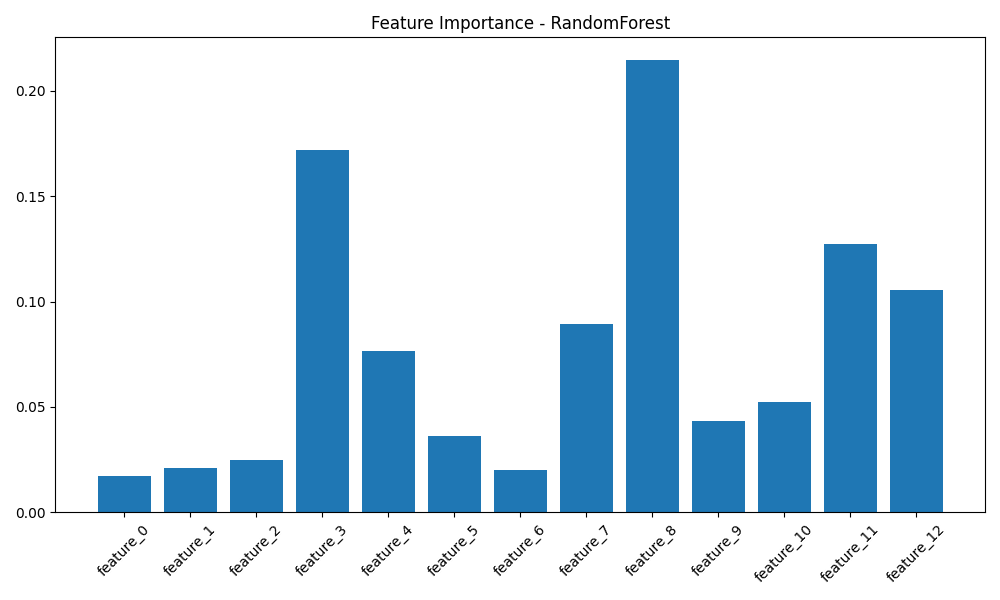 Feature Importance - RandomForest
0.20
0.15
0.10
0.05
0.00
feature_0
feature_1
feature_2
feature_3
feature_4
feature_5
feature_6
feature_7
feature_8
feature_9
feature_10
feature_11
feature_12